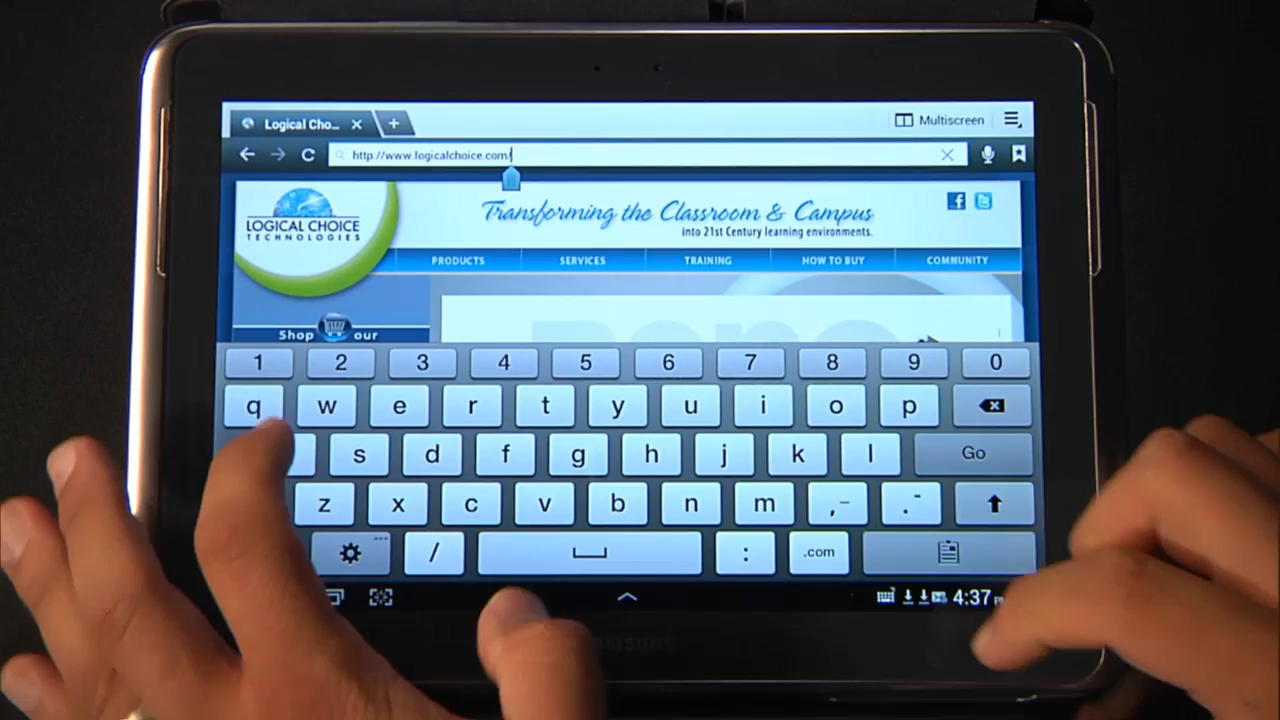 Logical Cho...
Multiscreen
http://www.logicalchoice.com/
LOGICAL CHOICE
TECHNOLOGIES
Transforming the Classroom & Campus
into 21st Century learning environments.
PRODUCTS SERVICES TRAINING HOW TO BUY COMMUNITY
Shop our
1 2 3 4 5 6 7 8 9 0
q w e r t y u i o p
s d f g h j k l Go
z x c v b n m ,- .-
/ : .com
4:37
SAMSUNG